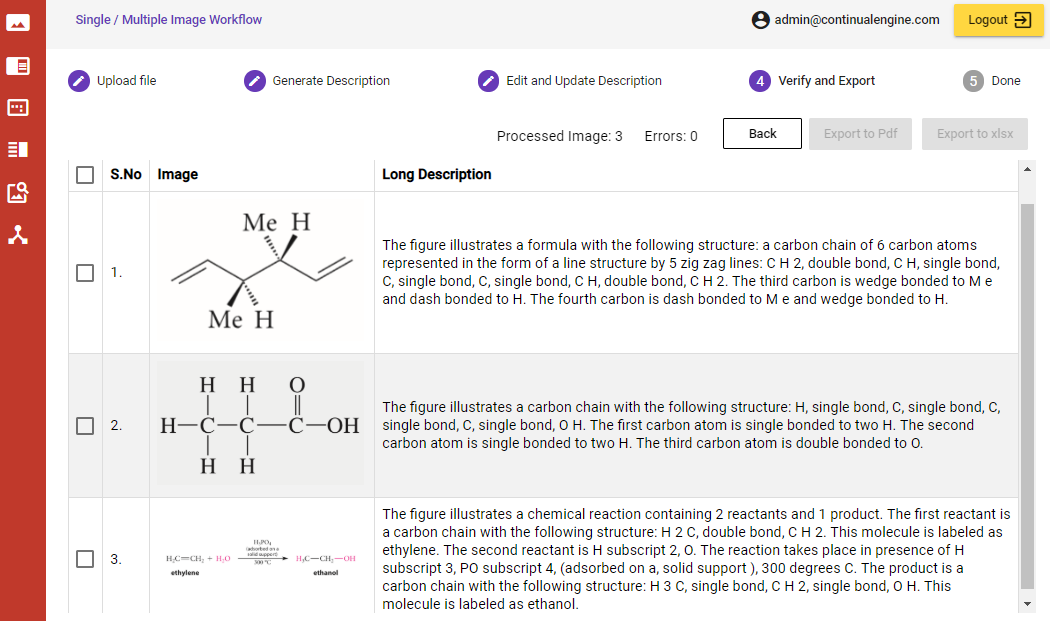 Single / Multiple Image Workflow
admin@continualengine.com
Logout
Upload file
Generate Description
Edit and Update Description
4 Verify and Export
5 Done
Processed Image: 3
Errors: 0
Back
Export to Pdf
Export to xlsx
S.No
Image
Long Description
1.
Me H
Me H
The figure illustrates a formula with the following structure: a carbon chain of 6 carbon atoms
represented in the form of a line structure by 5 zig zag lines: C H 2, double bond, C H, single bond,
C, single bond, C, single bond, C H, double bond, C H 2. The third carbon is wedge bonded to M e
and dash bonded to H. The fourth carbon is dash bonded to M e and wedge bonded to H.
2.
H H O
H—C—C—C—OH
H H
The figure illustrates a carbon chain with the following structure: H, single bond, C, single bond, C,
single bond, C, single bond, O H. The first carbon atom is single bonded to two H. The second
carbon atom is single bonded to two H. The third carbon atom is double bonded to O.
3.
H₃PO₄
(adsorbed on a
solid support)
H₂C=CH₂ + H₂O
300 °C
H₃C—CH₂—OH
ethylene
ethanol
The figure illustrates a chemical reaction containing 2 reactants and 1 product. The first reactant is
a carbon chain with the following structure: H 2 C, double bond, C H 2. This molecule is labeled as
ethylene. The second reactant is H subscript 2, O. The reaction takes place in presence of H
subscript 3, PO subscript 4, (adsorbed on a, solid support ), 300 degrees C. The product is a
carbon chain with the following structure: H 3 C, single bond, C H 2, single bond, O H. This
molecule is labeled as ethanol.